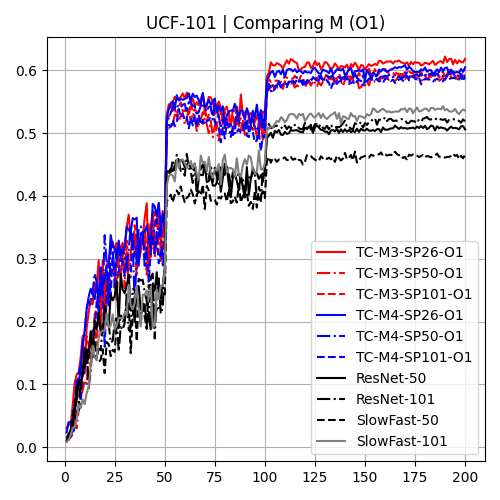 UCF-101 | Comparing M (O1)
0.6
0.5
0.4
0.3
0.2
0.1
0.0
TC-M3-SP26-O1
TC-M3-SP50-O1
TC-M3-SP101-O1
TC-M4-SP26-O1
TC-M4-SP50-O1
TC-M4-SP101-O1
ResNet-50
ResNet-101
SlowFast-50
SlowFast-101
0 25 50 75 100 125 150 175 200